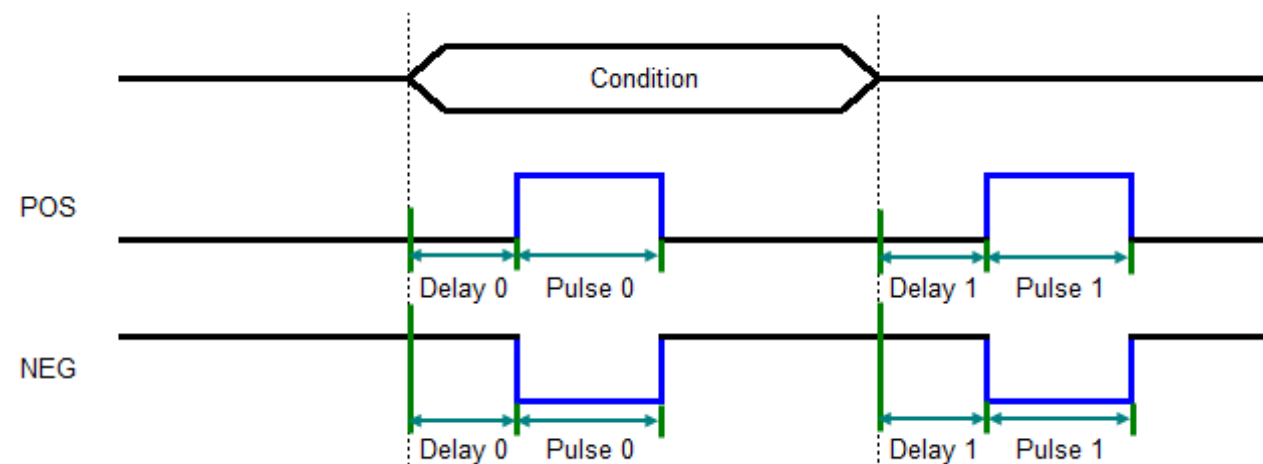 Condition
POS
Delay 0 Pulse 0 Delay 1 Pulse 1
NEG
Delay 0 Pulse 0 Delay 1 Pulse 1